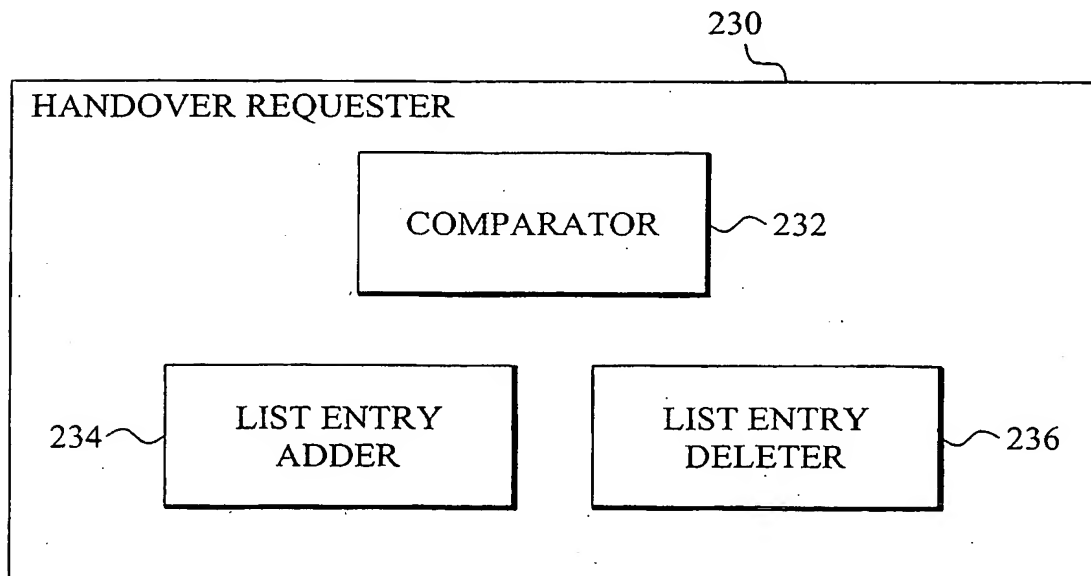 230
HANDOVER REQUESTER
COMPARATOR
232
234
LIST ENTRY
ADDER
LIST ENTRY
DELETER
236